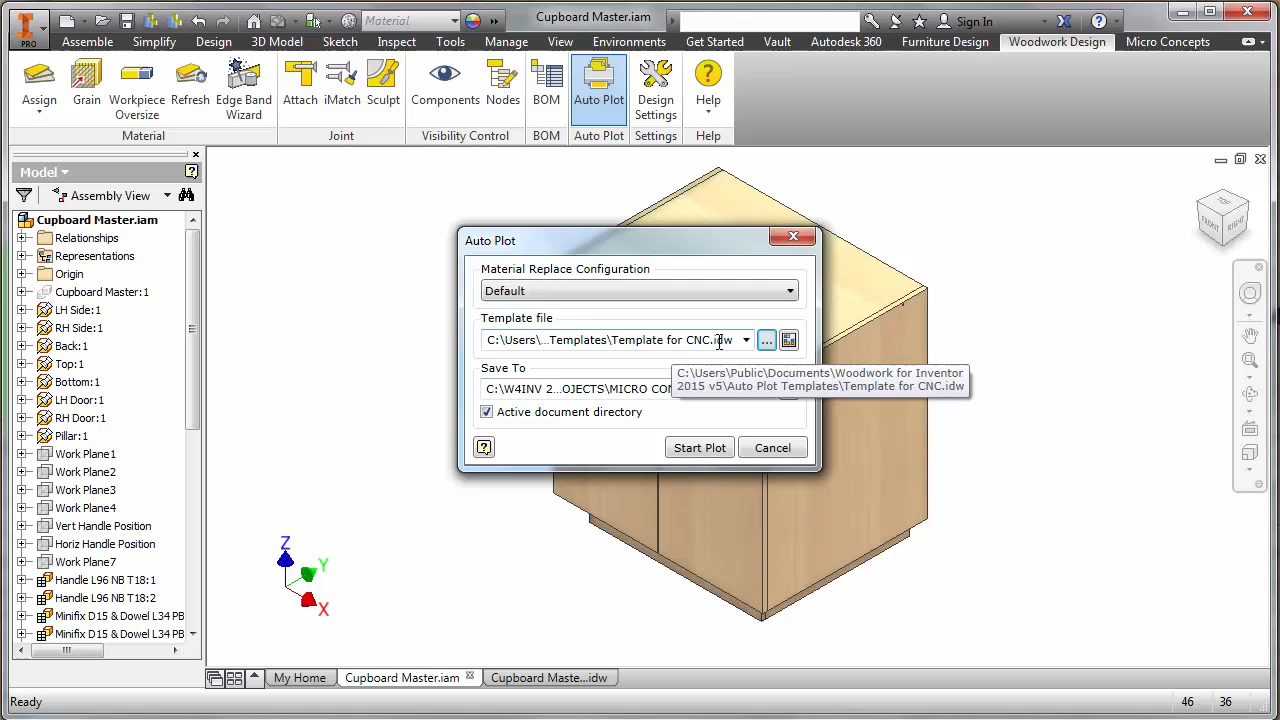 Material
Cupboard Master.iam
Sign In
PRO
Assemble Simplify Design 3D Model Sketch Inspect Tools Manage View Environments Get Started Vault Autodesk 360 Furniture Design Woodwork Design Micro Concepts
Assign Grain Workpiece Oversize Refresh Edge Band Wizard Attach iMatch Sculpt Components Nodes BOM Auto Plot Design Settings Help
Material Joint Visibility Control BOM Auto Plot Settings Help
Model
Assembly View
Cupboard Master.iam
Relationships
Representations
Origin
Cupboard Master:1
LH Side:1
RH Side:1
Back:1
Top:1
Bottom:1
LH Door:1
RH Door:1
Pillar:1
Work Plane1
Work Plane2
Work Plane3
Work Plane4
Vert Handle Position
Horiz Handle Position
Work Plane7
Handle L96 NB T18:1
Handle L96 NB T18:2
Minifix D15 & Dowel L34 PB
Minifix D15 & Dowel L34 PB
Auto Plot
Material Replace Configuration
Default
Template file
C:\Users\...Templates\Template for CNC.idw
...
Save To
C:\W4INV 2...OJECTS\MICRO CON
C:\Users\Public\Documents\Woodwork for Inventor
2015 v5\Auto Plot Templates\Template for CNC.idw
Active document directory
Start Plot Cancel
TOP
FRONT RIGHT
Z
Y
X
My Home Cupboard Master.iam Cupboard Maste...idw
Ready 46 36